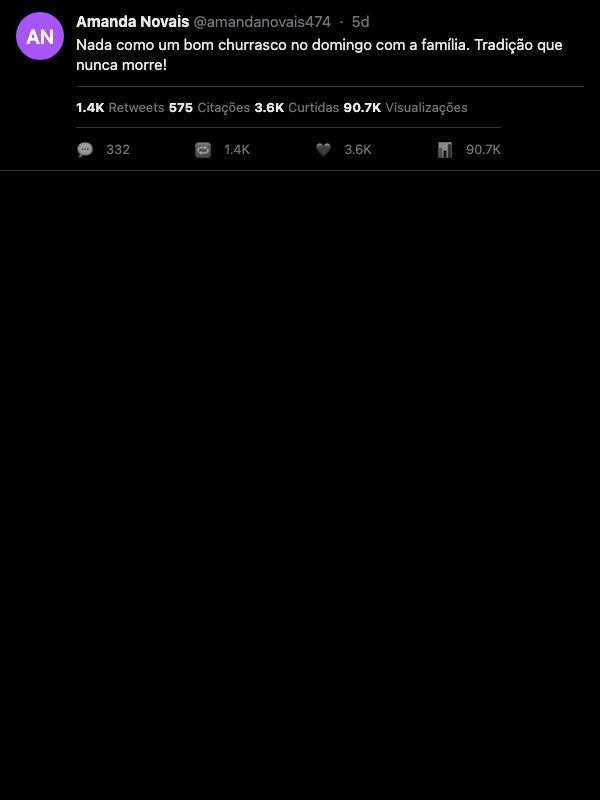 AN
Amanda Novais @amandanovais474 · 5d
Nada como um bom churrasco no domingo com a família. Tradição que
nunca morre!
1.4K Retweets 575 Citações 3.6K Curtidas 90.7K Visualizações
332 1.4K 3.6K 90.7K